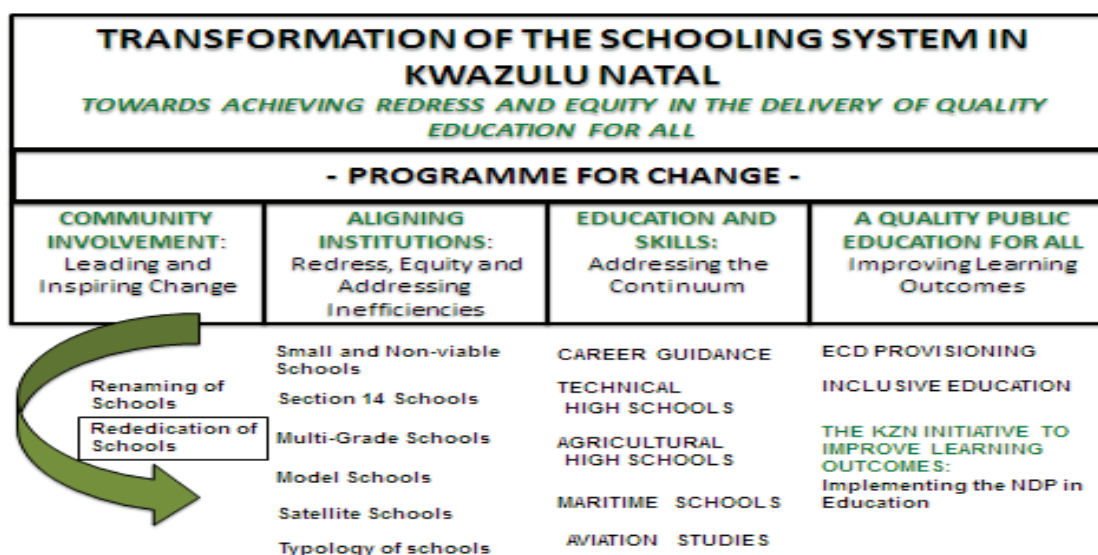 TRANSFORMATION OF THE SCHOOLING SYSTEM IN
KWAZULU NATAL
TOWARDS ACHIEVING REDRESS AND EQUITY IN THE DELIVERY OF QUALITY
EDUCATION FOR ALL
- PROGRAMME FOR CHANGE -
COMMUNITY
INVOLVEMENT:
Leading and
Inspiring Change
ALIGNING
INSTITUTIONS:
Redress, Equity and
Addressing
Inefficiencies
EDUCATION AND
SKILLS:
Addressing the
Continuum
A QUALITY PUBLIC
EDUCATION FOR ALL
Improving Learning
Outcomes
Renaming of
Schools
Rededication of
Schools
Small and Non-viable
Schools
Section 14 Schools
Multi-Grade Schools
Model Schools
Satellite Schools
Typology of schools
CAREER GUIDANCE
TECHNICAL
HIGH SCHOOLS
AGRICULTURAL
HIGH SCHOOLS
MARITIME SCHOOLS
AVIATION STUDIES
ECD PROVISIONING
INCLUSIVE EDUCATION
THE KZN INITIATIVE TO
IMPROVE LEARNING
OUTCOMES:
Implementing the NDP in
Education